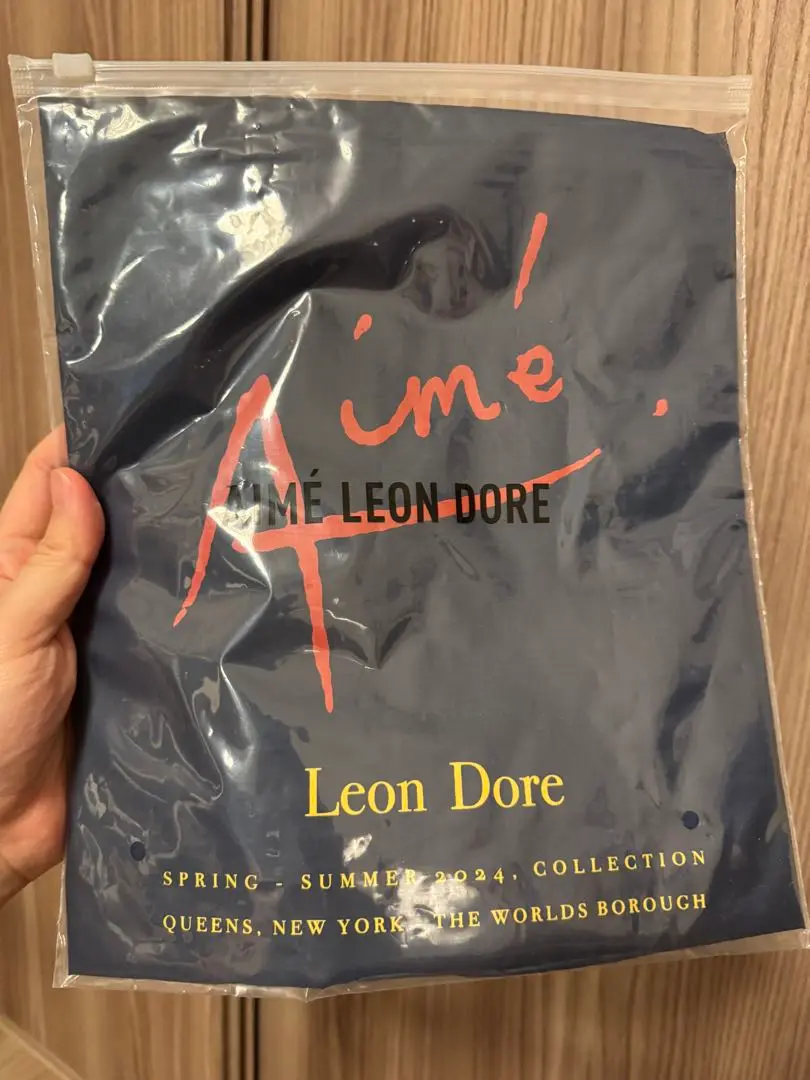 Aimé.
AIMÉ LEON DORE
Leon Dore
SPRING - SUMMER 2024, COLLECTION
QUEENS, NEW YORK THE WORLDS BOROUGH